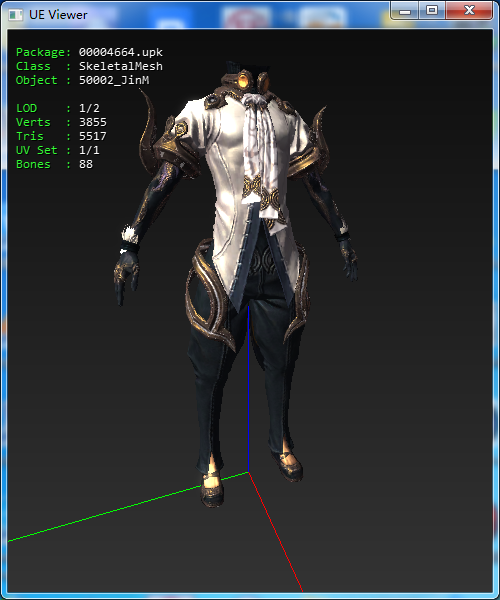 UE Viewer
Package: 00004664.upk
Class : SkeletalMesh
Object : 50002_JinM
LOD : 1/2
Verts : 3855
Tris : 5517
UV Set : 1/1
Bones : 88